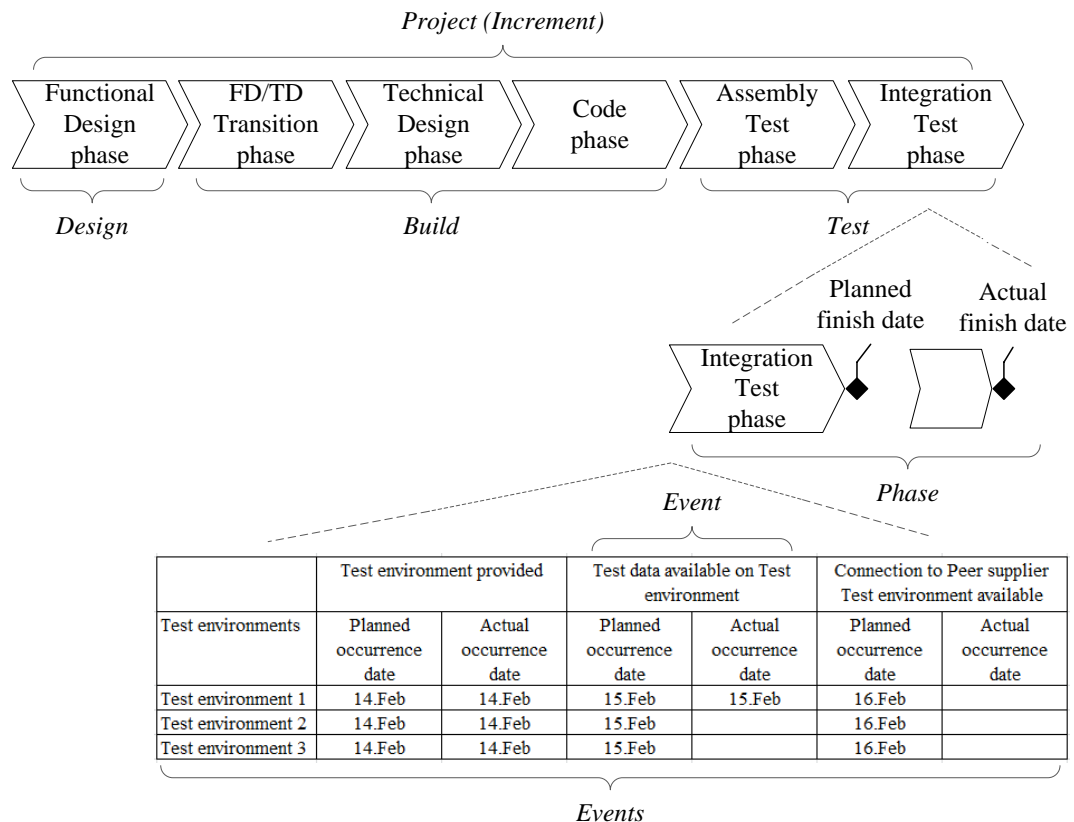 Project (Increment)
Functional Design phase
FD/TD Transition phase
Technical Design phase
Code phase
Assembly Test phase
Integration Test phase
Design
Build
Test
Planned finish date
Actual finish date
Integration Test phase
Phase
Event
Test environment provided
Test data available on Test environment
Connection to Peer supplier Test environment available
Test environments
Planned occurrence date
Actual occurrence date
Planned occurrence date
Actual occurrence date
Planned occurrence date
Actual occurrence date
Test environment 1 14.Feb 14.Feb 15.Feb 15.Feb 16.Feb
Test environment 2 14.Feb 14.Feb 15.Feb 16.Feb
Test environment 3 14.Feb 14.Feb 15.Feb 16.Feb
Events